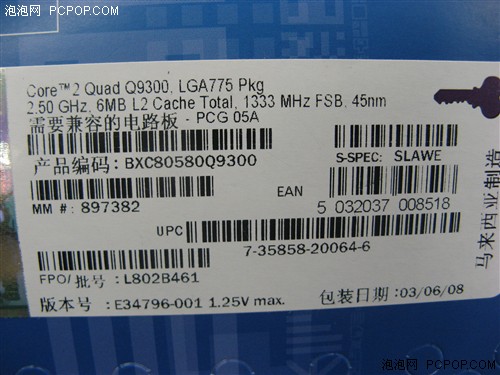 泡泡网 PCPOP.COM
Core™2 Quad Q9300, LGA775 Pkg
2.50 GHz, 6MB L2 Cache Total, 1333 MHz FSB, 45nm
需要兼容的电路板 - PCG 05A
产品编码: BXC80580Q9300
S-SPEC: SLAWE
MM #: 897382
EAN
5 032037 008518
UPC
7-35858-20064-6
FPO/批号: L802B461
版本号: E34796-001 1.25V max.
包装日期: 03/06/08
马来西亚制造
泡泡网 PCPOP.COM